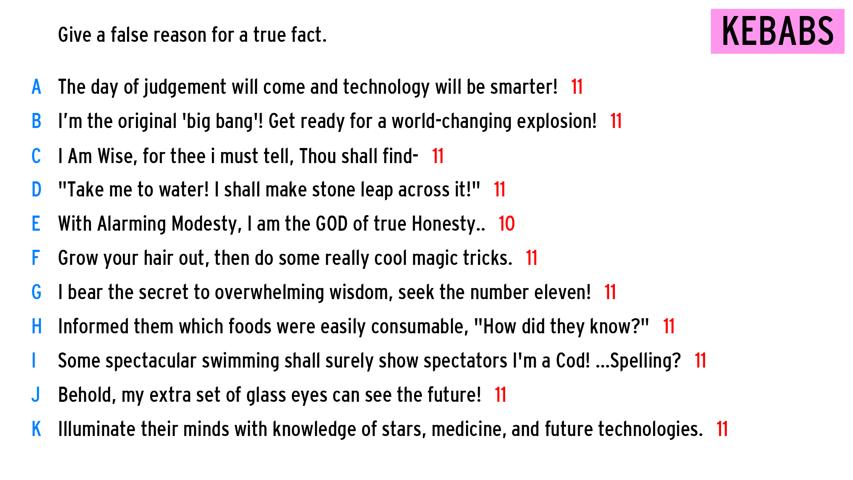 Give a false reason for a true fact.
KEBABS
A The day of judgement will come and technology will be smarter! 11
B I'm the original 'big bang'! Get ready for a world-changing explosion! 11
C I Am Wise, for thee i must tell, Thou shall find- 11
D "Take me to water! I shall make stone leap across it!" 11
E With Alarming Modesty, I am the GOD of true Honesty.. 10
F Grow your hair out, then do some really cool magic tricks. 11
G I bear the secret to overwhelming wisdom, seek the number eleven! 11
H Informed them which foods were easily consumable, "How did they know?" 11
I Some spectacular swimming shall surely show spectators I'm a Cod! ...Spelling? 11
J Behold, my extra set of glass eyes can see the future! 11
K Illuminate their minds with knowledge of stars, medicine, and future technologies. 11